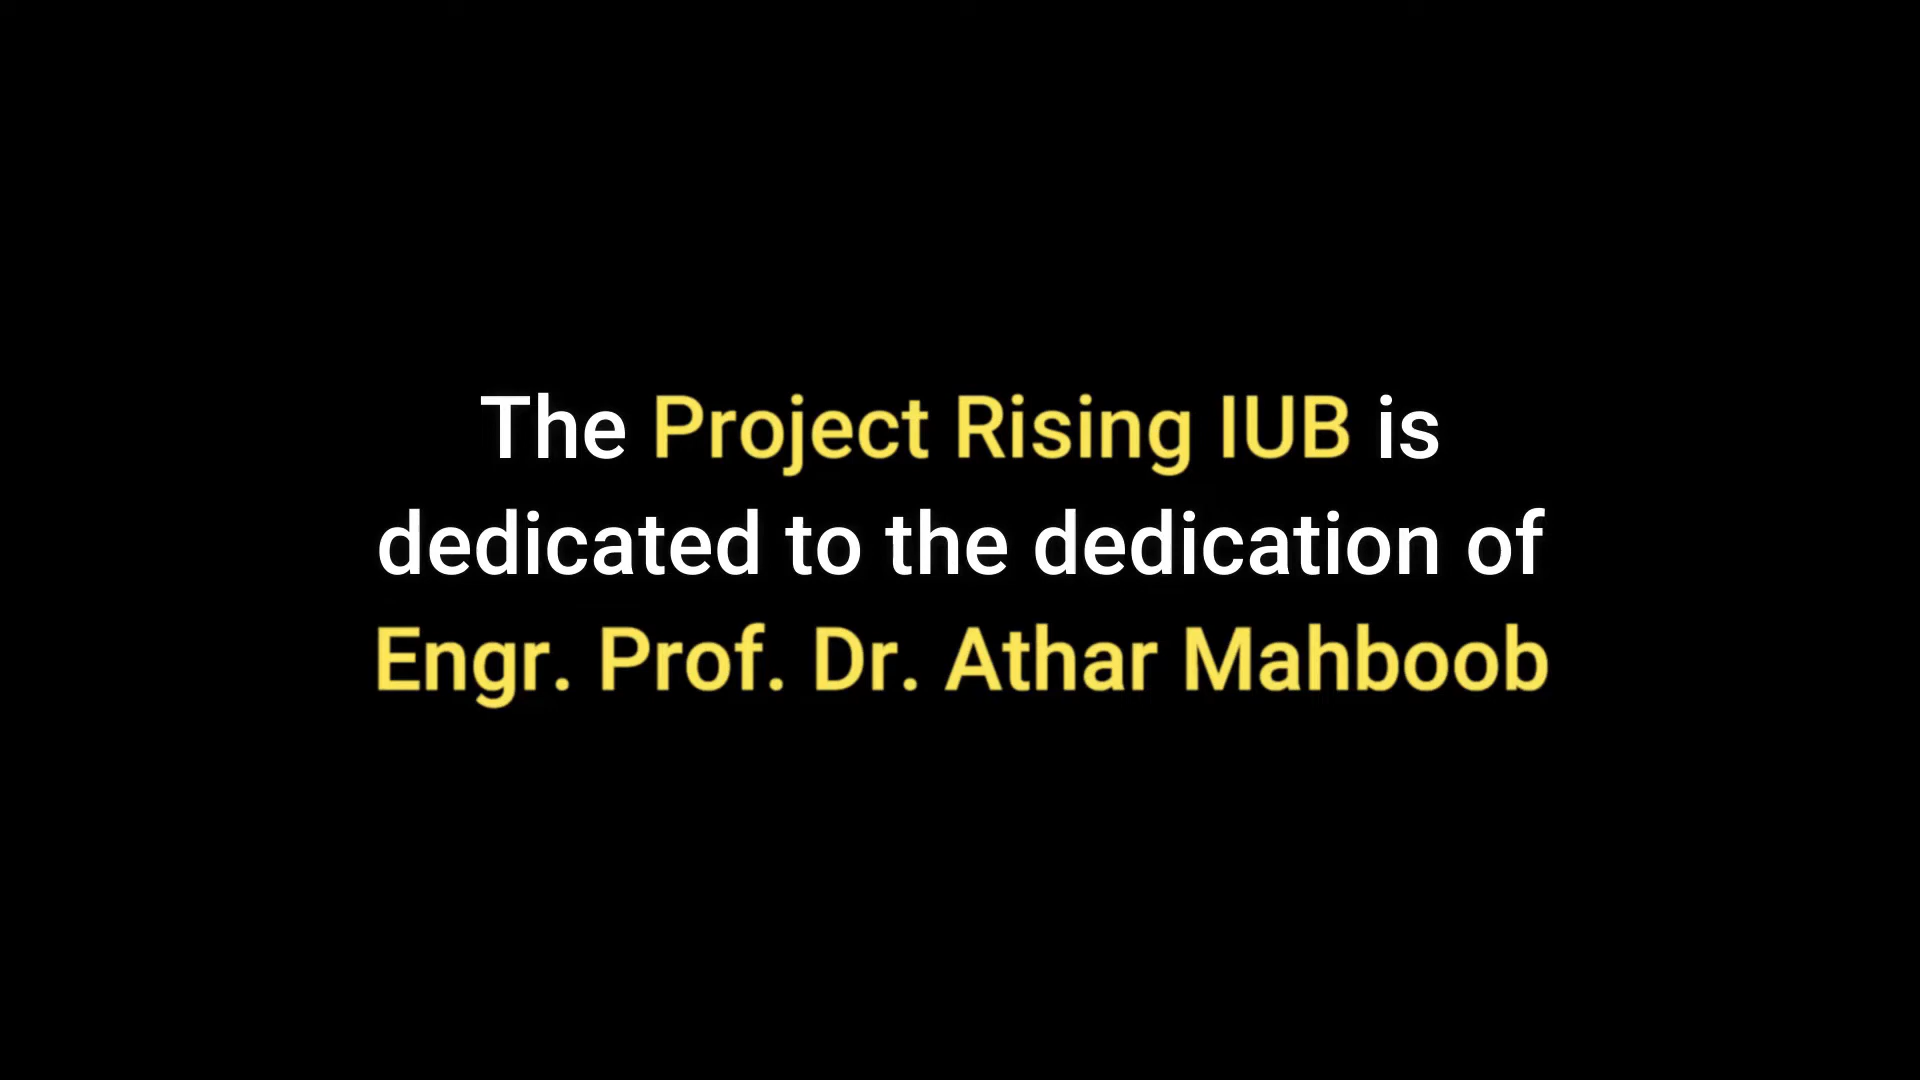 The Project Rising IUB is
dedicated to the dedication of
Engr. Prof. Dr. Athar Mahboob